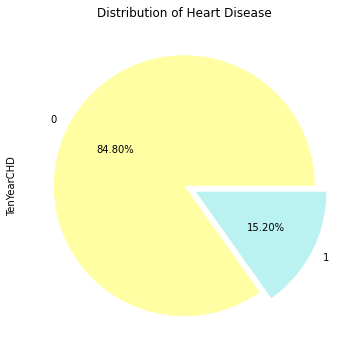 Distribution of Heart Disease
0
84.80%
TenYearCHD
15.20%
1